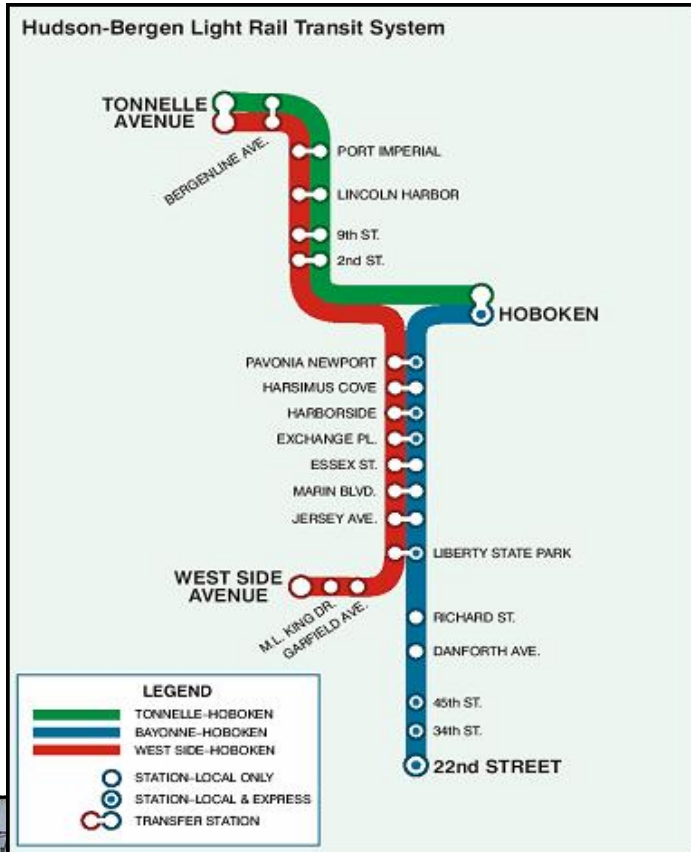 Hudson-Bergen Light Rail Transit System
TONNELLE
AVENUE
BERGENLINE AVE.
PORT IMPERIAL
LINCOLN HARBOR
9th ST.
2nd ST.
HOBOKEN
PAVONIA NEWPORT
HARSIMUS COVE
HARBORSIDE
EXCHANGE PL.
ESSEX ST.
MARIN BLVD.
JERSEY AVE.
LIBERTY STATE PARK
WEST SIDE
AVENUE
M.L. KING DR.
GARFIELD AVE.
RICHARD ST.
DANFORTH AVE.
45th ST.
34th ST.
22nd STREET
LEGEND
TONNELLE-HOBOKEN
BAYONNE-HOBOKEN
WEST SIDE-HOBOKEN
STATION-LOCAL ONLY
STATION-LOCAL & EXPRESS
TRANSFER STATION